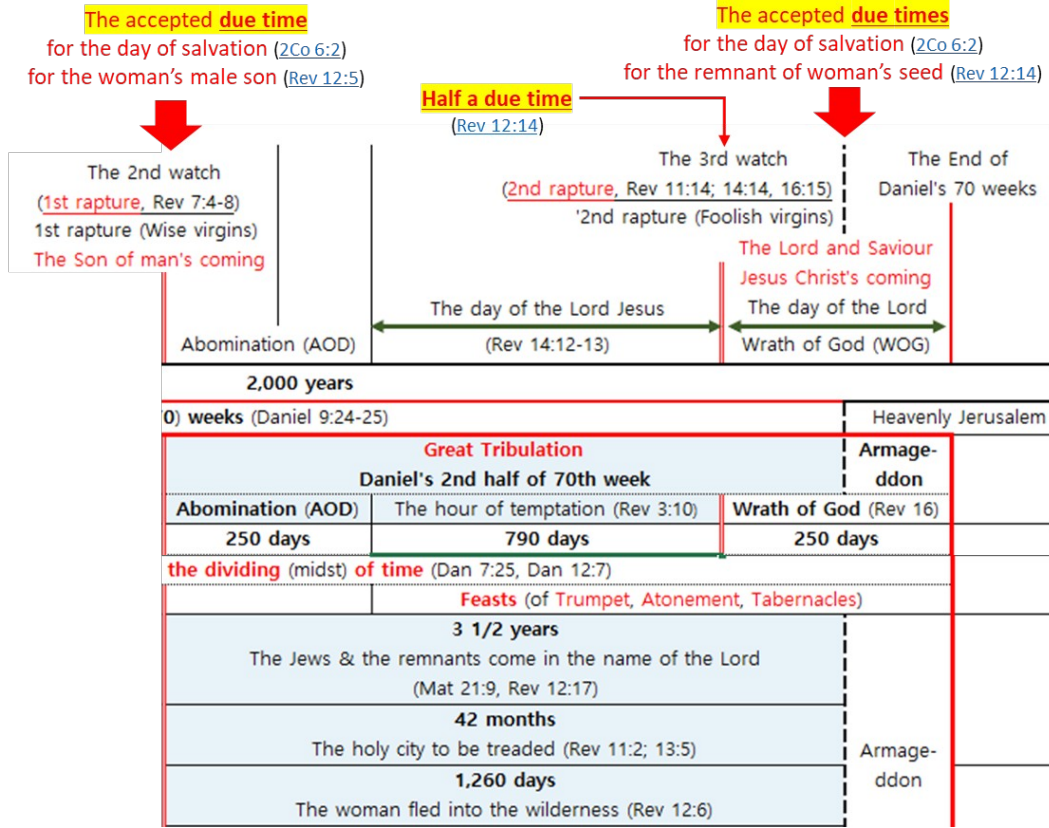 The accepted due time
for the day of salvation (2Co 6:2)
for the woman's male son (Rev 12:5)
The accepted due times
for the day of salvation (2Co 6:2)
for the remnant of woman's seed (Rev 12:14)
Half a due time
(Rev 12:14)
The 2nd watch
(1st rapture, Rev 7:4-8)
1st rapture (Wise virgins)
The Son of man's coming
The 3rd watch
(2nd rapture, Rev 11:14; 14:14, 16:15)
'2nd rapture (Foolish virgins)
The End of
Daniel's 70 weeks
The Lord and Saviour
Jesus Christ's coming
The day of the Lord Jesus
The day of the Lord
Abomination (AOD)
(Rev 14:12-13)
Wrath of God (WOG)
2,000 years
0) weeks (Daniel 9:24-25)
Heavenly Jerusalem
Great Tribulation
Daniel's 2nd half of 70th week
Armage-
ddon
Abomination (AOD)
The hour of temptation (Rev 3:10)
Wrath of God (Rev 16)
250 days
790 days
250 days
the dividing (midst) of time (Dan 7:25, Dan 12:7)
Feasts (of Trumpet, Atonement, Tabernacles)
3 1/2 years
The Jews & the remnants come in the name of the Lord
(Mat 21:9, Rev 12:17)
42 months
The holy city to be treaded (Rev 11:2; 13:5)
1,260 days
The woman fled into the wilderness (Rev 12:6)
Armage-
ddon